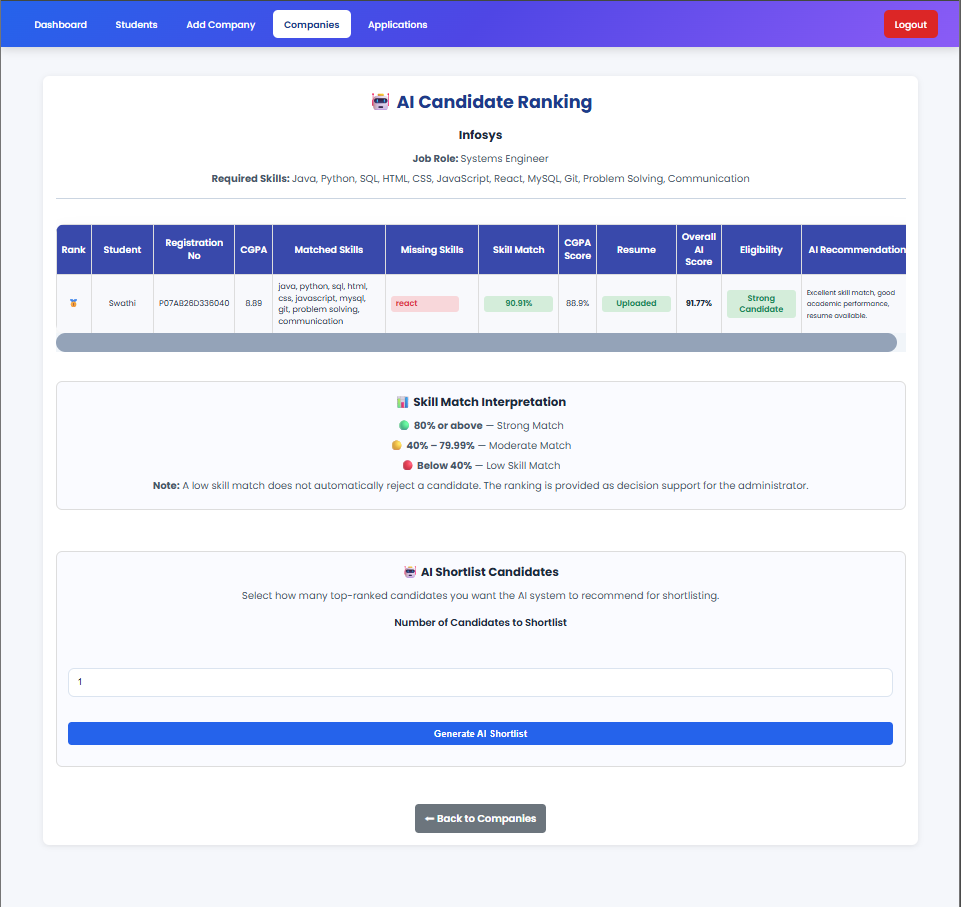 Dashboard Students Add Company Companies Applications Logout
AI Candidate Ranking
Infosys
Job Role: Systems Engineer
Required Skills: Java, Python, SQL, HTML, CSS, JavaScript, React, MySQL, Git, Problem Solving, Communication
Rank Student Registration No CGPA Matched Skills Missing Skills Skill Match CGPA Score Resume Overall AI Score Eligibility AI Recommendation
Swathi P07AB26D336040 8.89 java, python, sql, html, css, javascript, mysql, git, problem solving, communication react 90.91% 88.9% Uploaded 91.77% Strong Candidate Excellent skill match, good academic performance, resume available.
Skill Match Interpretation
80% or above — Strong Match
40% – 79.99% — Moderate Match
Below 40% — Low Skill Match
Note: A low skill match does not automatically reject a candidate. The ranking is provided as decision support for the administrator.
AI Shortlist Candidates
Select how many top-ranked candidates you want the AI system to recommend for shortlisting.
Number of Candidates to Shortlist
1
Generate AI Shortlist
⬅ Back to Companies